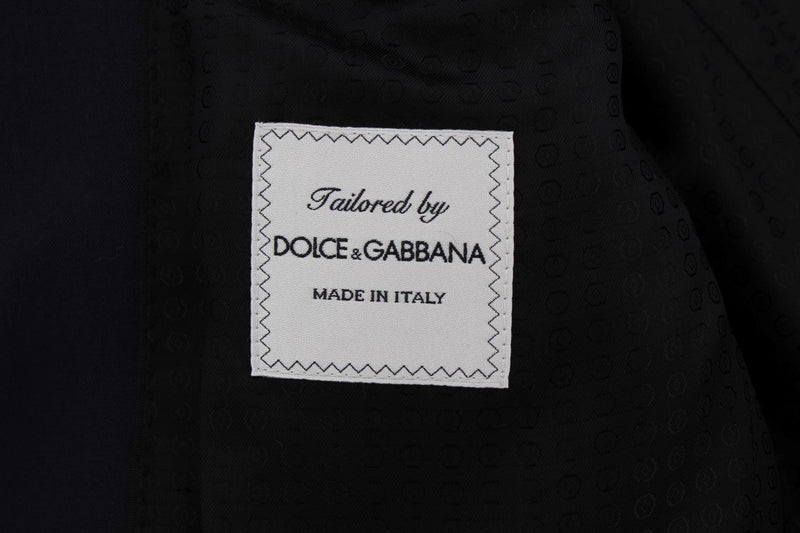 Tailored by
DOLCE & GABBANA
MADE IN ITALY